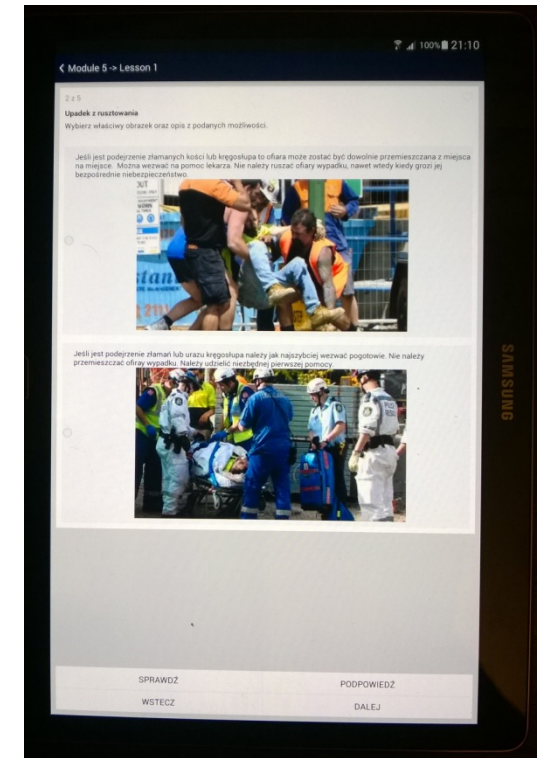 100% 21:10
Module 5 -> Lesson 1
2 z 5
Upadek z rusztowania
Wybierz właściwy obrazek oraz opis z podanych możliwości.
Jeśli jest podejrzenie złamanych kości lub kręgosłupa to ofiara może zostać być dowolnie przemieszczana z miejsca
na miejsce. Można wezwać na pomoc lekarza. Nie należy ruszać ofiary wypadku, nawet wtedy kiedy grozi jej
bezpośrednie niebezpieczeństwo.
Jeśli jest podejrzenie złamań lub urazu kręgosłupa należy jak najszybciej wezwać pogotowie. Nie należy
przemieszczać ofiary wypadku. Należy udzielić niezbędnej pierwszej pomocy.
SAMSUNG
SPRAWDŹ
PODPOWIEDŹ
WSTECZ
DALEJ